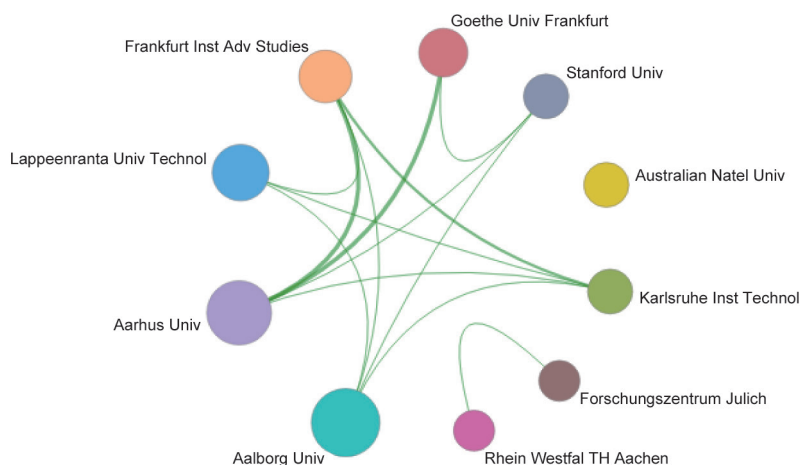 Goethe Univ Frankfurt
Frankfurt Inst Adv Studies
Stanford Univ
Lappeenranta Univ Technol
Australian Natel Univ
Karlsruhe Inst Technol
Aarhus Univ
Forschungszentrum Julich
Aalborg Univ
Rhein Westfal TH Aachen